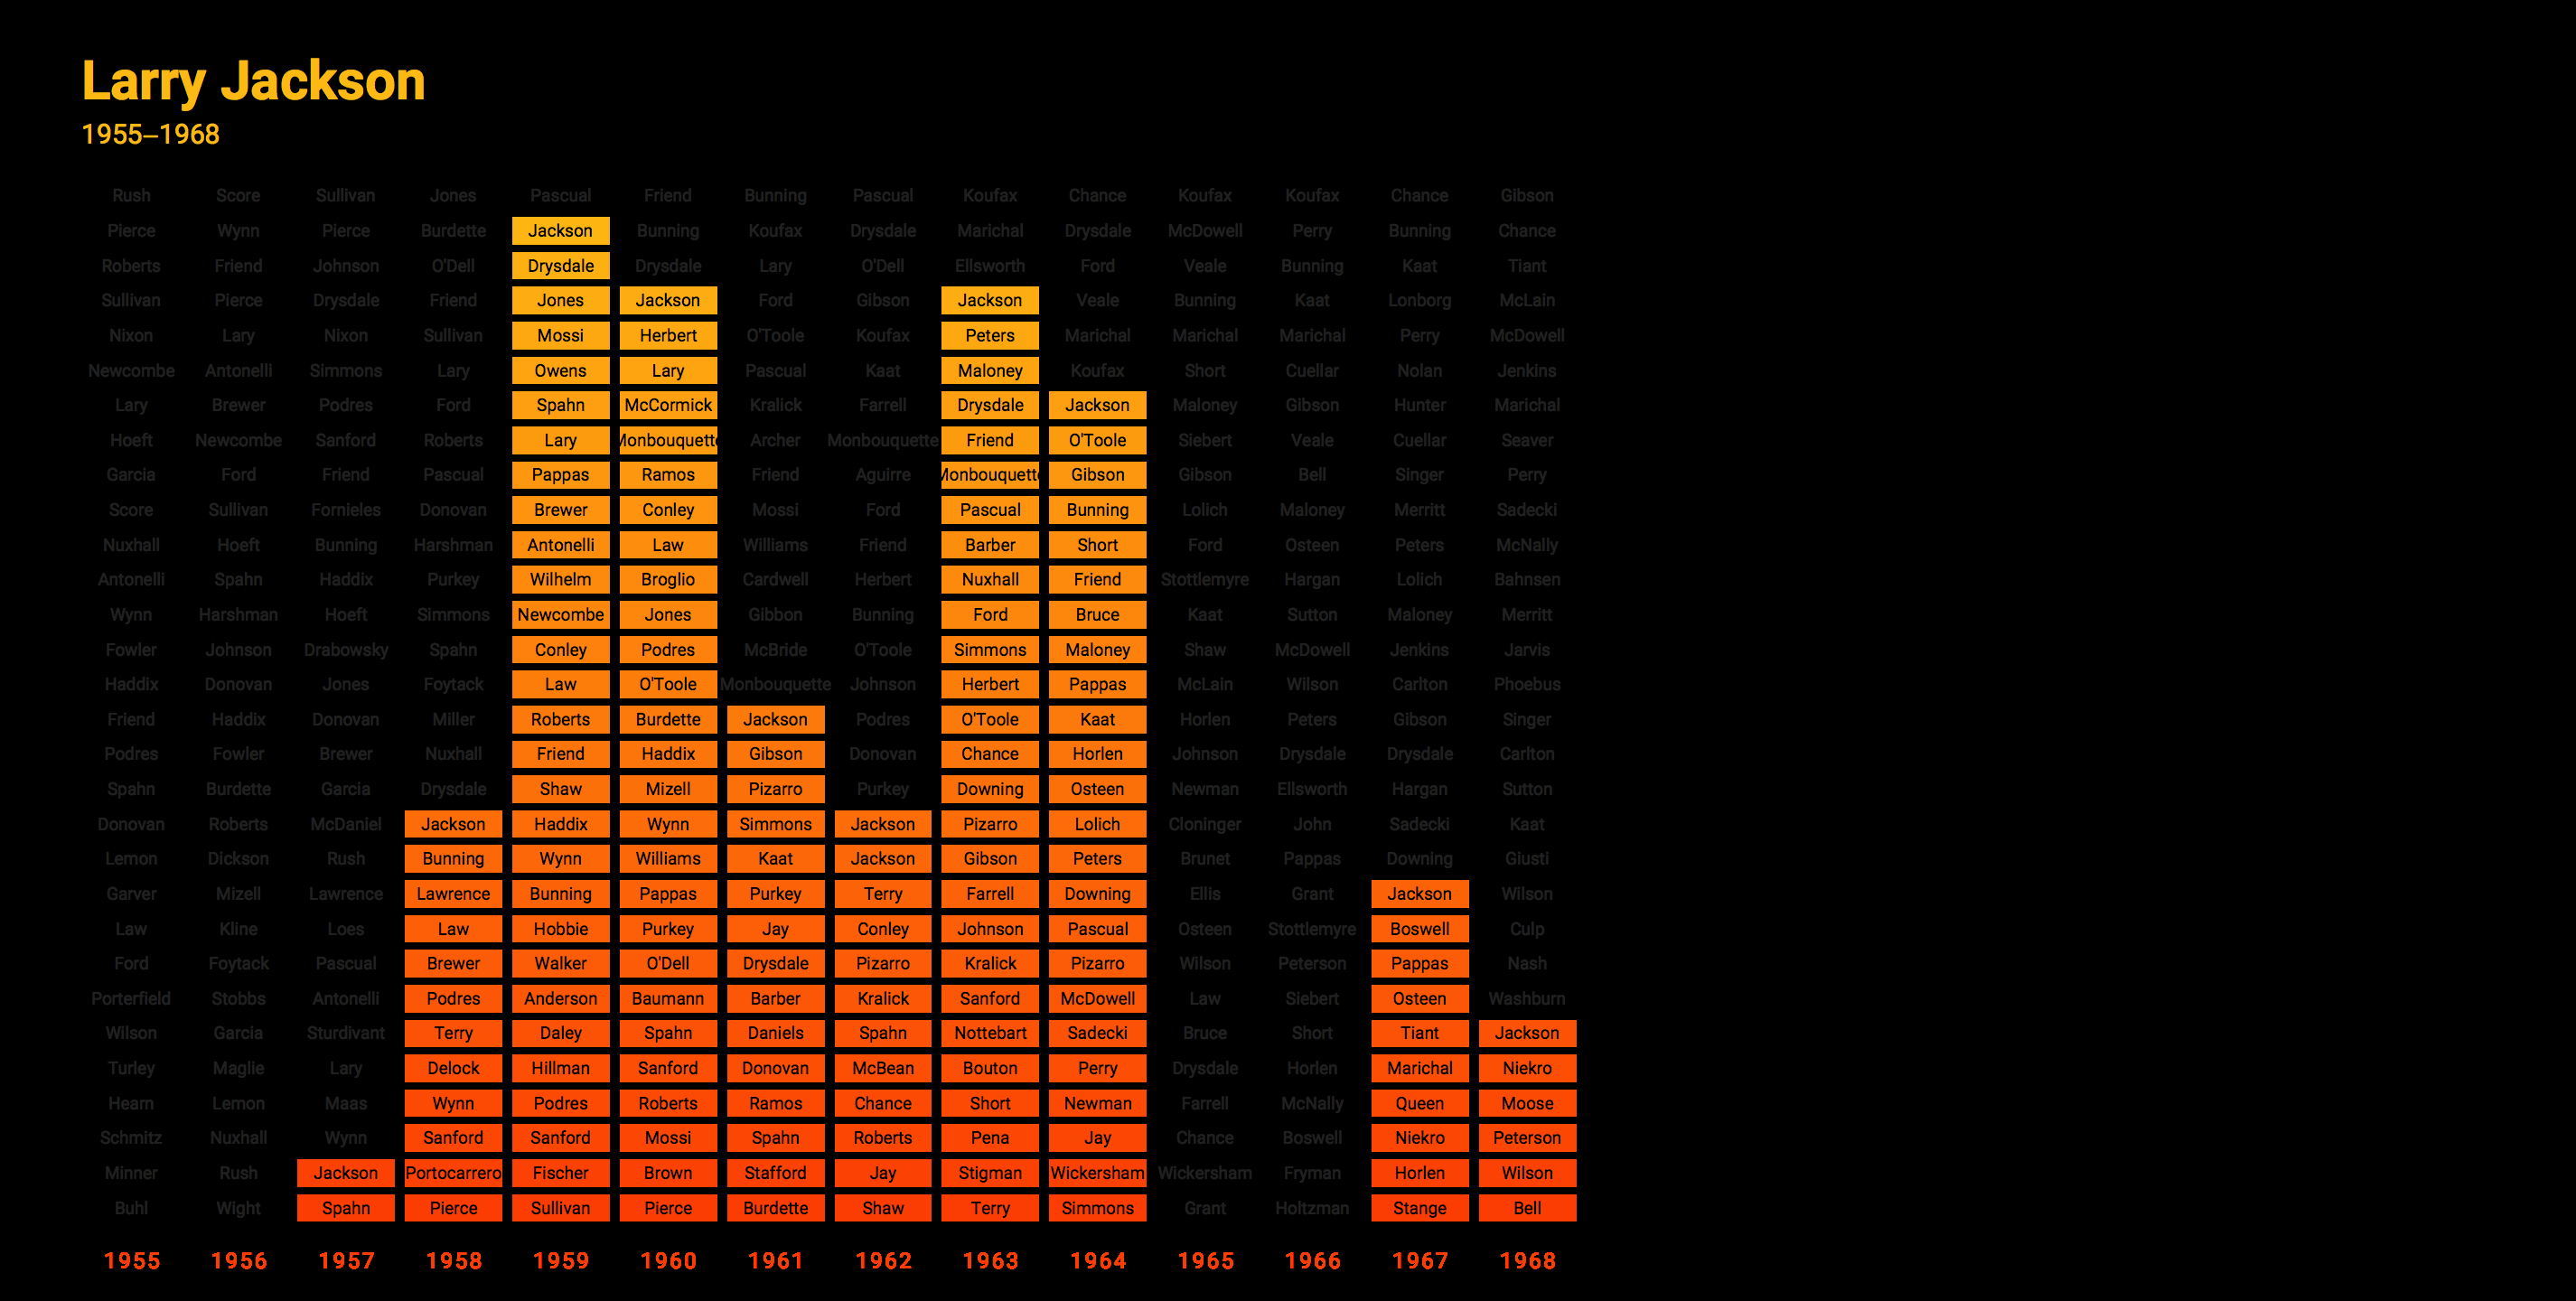 Larry Jackson
1955–1968
Rush Score Sullivan Jones Pascual Friend Bunning Pascual Koufax Chance Koufax Koufax Chance Gibson
Pierce Wynn Pierce Burdette Jackson Bunning Koufax Drysdale Marichal Drysdale McDowell Perry Bunning Chance
Roberts Friend Johnson O'Dell Drysdale Drysdale Lary O'Dell Ellsworth Ford Veale Bunning Kaat Tiant
Sullivan Pierce Drysdale Friend Jones Jackson Ford Gibson Jackson Veale Bunning Kaat Lonborg McLain
Nixon Lary Nixon Sullivan Mossi Herbert O'Toole Koufax Peters Marichal Marichal Marichal Perry McDowell
Newcombe Antonelli Simmons Lary Owens Lary Pascual Kaat Maloney Koufax Short Cuellar Nolan Jenkins
Lary Brewer Podres Ford Spahn McCormick Kralick Farrell Drysdale Jackson Maloney Gibson Hunter Marichal
Hoeft Newcombe Sanford Roberts Lary Monbouquette Archer Monbouquette Friend O'Toole Siebert Veale Cuellar Seaver
Garcia Ford Friend Pascual Pappas Ramos Friend Aguirre Monbouquette Gibson Gibson Bell Singer Perry
Score Sullivan Fornieles Donovan Brewer Conley Mossi Ford Pascual Bunning Lolich Maloney Merritt Sadecki
Nuxhall Hoeft Bunning Harshman Antonelli Law Williams Friend Barber Short Ford Osteen Peters McNally
Antonelli Spahn Haddix Purkey Wilhelm Broglio Cardwell Herbert Nuxhall Friend Stottlemyre Hargan Lolich Bahnsen
Wynn Harshman Hoeft Simmons Newcombe Jones Gibbon Bunning Ford Bruce Kaat Sutton Maloney Merritt
Fowler Johnson Drabowsky Spahn Conley Podres McBride O'Toole Simmons Maloney Shaw McDowell Jenkins Jarvis
Haddix Donovan Jones Foytack Law O'Toole Monbouquette Johnson Herbert Pappas McLain Wilson Carlton Phoebus
Friend Haddix Donovan Miller Roberts Burdette Jackson Podres O'Toole Kaat Horlen Peters Gibson Singer
Podres Fowler Brewer Nuxhall Friend Haddix Gibson Donovan Chance Horlen Johnson Drysdale Drysdale Carlton
Spahn Burdette Garcia Drysdale Shaw Mizell Pizarro Purkey Downing Osteen Newman Ellsworth Hargan Sutton
Donovan Roberts McDaniel Jackson Haddix Wynn Simmons Jackson Pizarro Lolich Cloninger John Sadecki Kaat
Lemon Dickson Rush Bunning Wynn Williams Kaat Jackson Gibson Peters Brunet Pappas Downing Giusti
Garver Mizell Lawrence Lawrence Bunning Pappas Purkey Terry Farrell Downing Ellis Grant Jackson Wilson
Law Kline Loes Law Hobbie Purkey Jay Conley Johnson Pascual Osteen Stottlemyre Boswell Culp
Ford Foytack Pascual Brewer Walker O'Dell Drysdale Pizarro Kralick Pizarro Wilson Peterson Pappas Nash
Porterfield Stobbs Antonelli Podres Anderson Baumann Barber Kralick Sanford McDowell Law Siebert Osteen Washburn
Wilson Garcia Sturdivant Terry Daley Spahn Daniels Spahn Nottebart Sadecki Bruce Short Tiant Jackson
Turley Maglie Lary Delock Hillman Sanford Donovan McBean Bouton Perry Drysdale Horlen Marichal Niekro
Hearn Lemon Maas Wynn Podres Roberts Ramos Chance Short Newman Farrell McNally Queen Moose
Schmitz Nuxhall Wynn Sanford Sanford Mossi Spahn Roberts Pena Jay Chance Boswell Niekro Peterson
Minner Rush Jackson Portocarrero Fischer Brown Stafford Jay Stigman Wickersham Wickersham Fryman Horlen Wilson
Buhl Wight Spahn Pierce Sullivan Pierce Burdette Shaw Terry Simmons Grant Holtzman Stange Bell
1955 1956 1957 1958 1959 1960 1961 1962 1963 1964 1965 1966 1967 1968